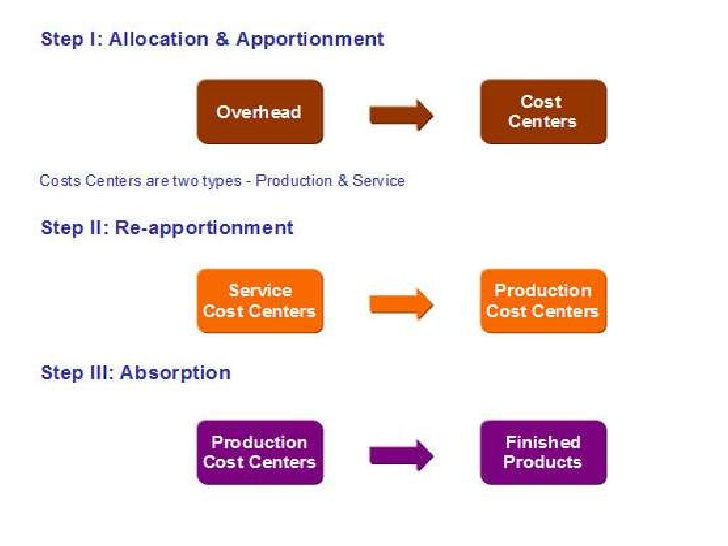 Step I: Allocation & Apportionment
Overhead
Cost
Centers
Costs Centers are two types - Production & Service
Step II: Re-apportionment
Service
Cost Centers
Production
Cost Centers
Step III: Absorption
Production
Cost Centers
Finished
Products